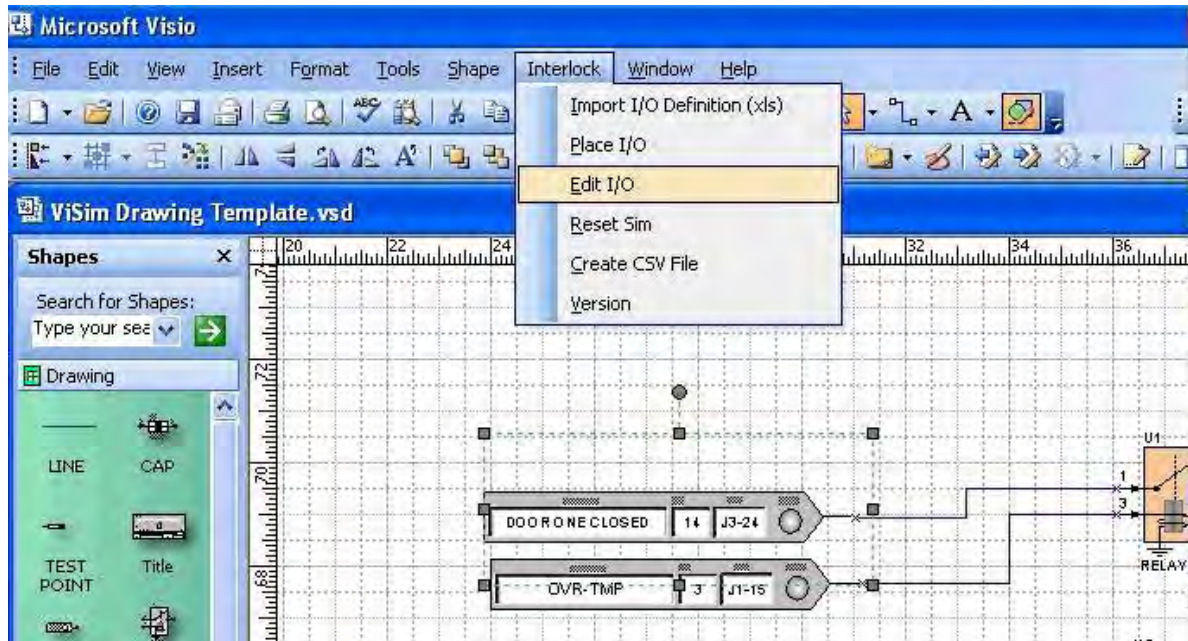 Microsoft Visio
File Edit View Insert Format Tools Shape Interlock Window Help
Import I/O Definition (xls)
Place I/O
Edit I/O
Reset Sim
Create CSV File
Version
ViSim Drawing Template.vsd
Shapes
Search for Shapes:
Type your sea
Drawing
LINE CAP
TEST POINT Title
20 22 24 32 34 36
72
70
68
DOOR ONE CLOSED 14 J3-24
OVR-TMP 3 J1-15
U1
1
3
RELAY